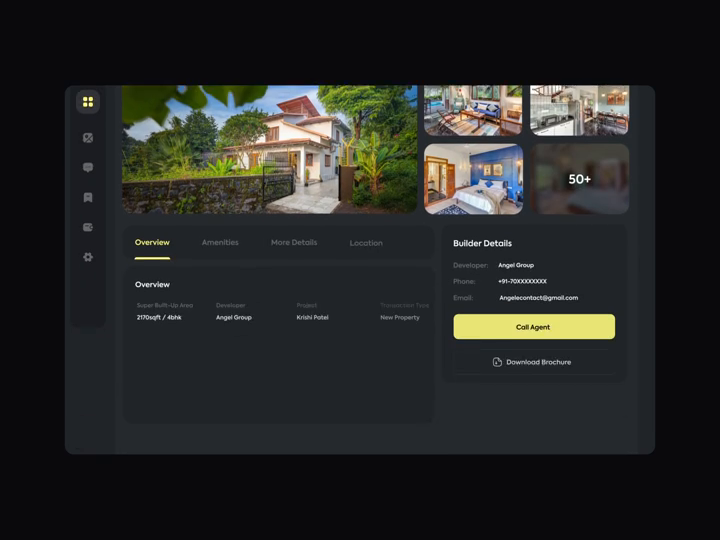 50+
Overview Amenities More Details Location
Overview
Super Built-Up Area Developer Project Transaction Type
2170sqft / 4bhk Angel Group Krishi Patel New Property
Builder Details
Developer: Angel Group
Phone: +91-70XXXXXXXX
Email: Angelecontact@gmail.com
Call Agent
Download Brochure